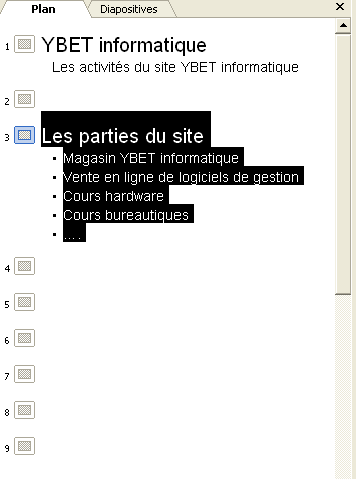 Plan Diapositives
1 YBET informatique
Les activités du site YBET informatique
2
3 Les parties du site
• Magasin YBET informatique
• Vente en ligne de logiciels de gestion
• Cours hardware
• Cours bureautiques
• ….
4
5
6
7
8
9